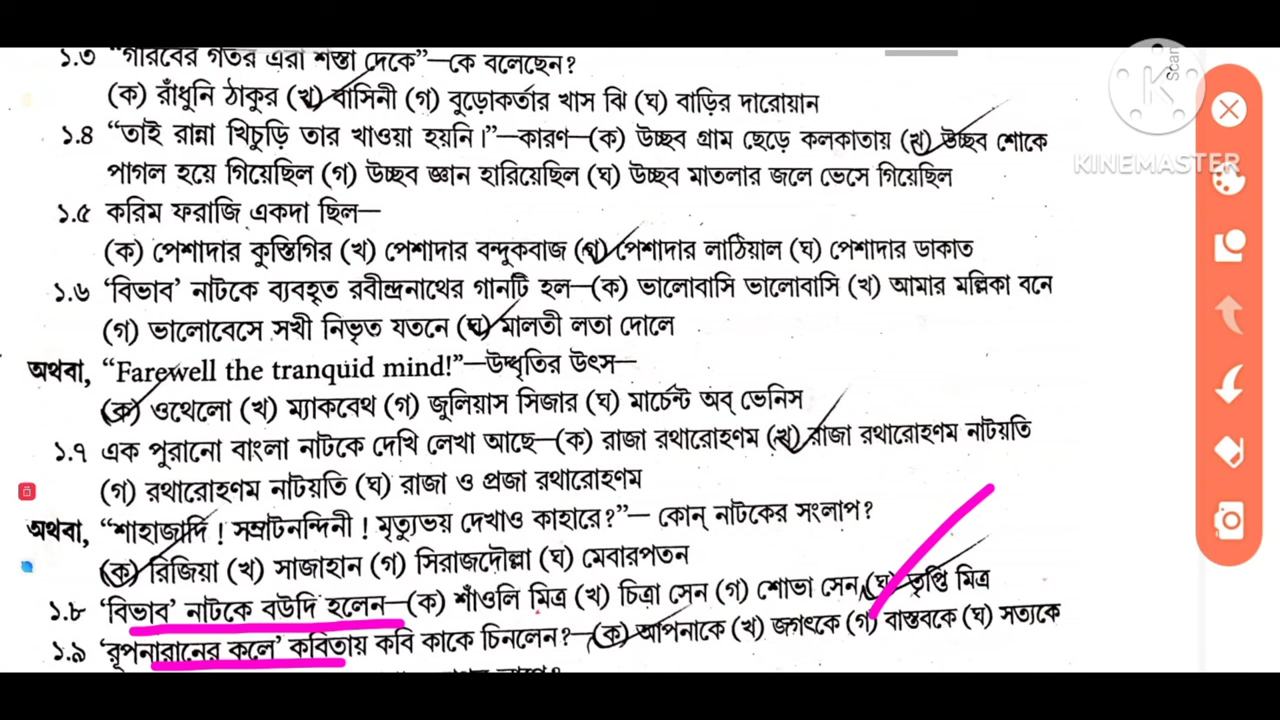 ১.৩ “গরিবের গতর এরা শস্তা দেকে”—কে বলেছেন?
(ক) রাঁধুনি ঠাকুর (খ) বাসিনী (গ) বুড়োকর্তার খাস ঝি (ঘ) বাড়ির দারোয়ান
১.৪ “তাই রান্না খিচুড়ি তার খাওয়া হয়নি।”—কারণ—(ক) উচ্ছব গ্রাম ছেড়ে কলকাতায় (খ) উচ্ছব শোকে
পাগল হয়ে গিয়েছিল (গ) উচ্ছব জ্ঞান হারিয়েছিল (ঘ) উচ্ছব মাতলার জলে ভেসে গিয়েছিল
১.৫ করিম ফরাজি একদা ছিল—
(ক) পেশাদার কুস্তিগির (খ) পেশাদার বন্দুকবাজ (গ) পেশাদার লাঠিয়াল (ঘ) পেশাদার ডাকাত
১.৬ ‘বিভাব’ নাটকে ব্যবহৃত রবীন্দ্রনাথের গানটি হল—(ক) ভালোবাসি ভালোবাসি (খ) আমার মল্লিকা বনে
(গ) ভালোবেসে সখী নিভৃত যতনে (ঘ) মালতী লতা দোলে
অথবা, “Farewell the tranquid mind!”—উদ্ধৃতির উৎস—
(ক) ওথেলো (খ) ম্যাকবেথ (গ) জুলিয়াস সিজার (ঘ) মার্চেন্ট অব্ ভেনিস
১.৭ এক পুরানো বাংলা নাটকে দেখি লেখা আছে—(ক) রাজা রথারোহণম (খ) রাজা রথারোহণম নাটয়তি
(গ) রথারোহণম নাটয়তি (ঘ) রাজা ও প্রজা রথারোহণম
অথবা, “শাহাজাদি ! সম্রাটনন্দিনী ! মৃত্যুভয় দেখাও কাহারে?”— কোন্ নাটকের সংলাপ?
(ক) রিজিয়া (খ) সাজাহান (গ) সিরাজদৌল্লা (ঘ) মেবারপতন
১.৮ ‘বিভাব’ নাটকে বউদি হলেন—(ক) শাঁওলি মিত্র (খ) চিত্রা সেন (গ) শোভা সেন (ঘ) তৃপ্তি মিত্র
১.৯ ‘রূপনারানের কূলে’ কবিতায় কবি কাকে চিনলেন?—(ক) আপনাকে (খ) জগৎকে (গ) বাস্তবকে (ঘ) সত্যকে
Scan
KINEMASTER